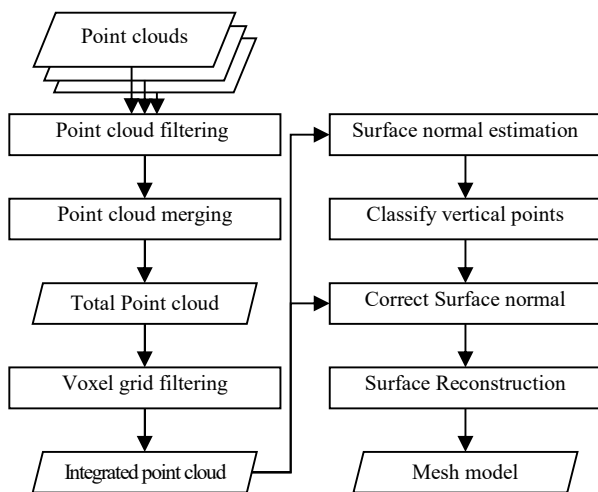 Point clouds
Point cloud filtering
Point cloud merging
Total Point cloud
Voxel grid filtering
Integrated point cloud
Surface normal estimation
Classify vertical points
Correct Surface normal
Surface Reconstruction
Mesh model